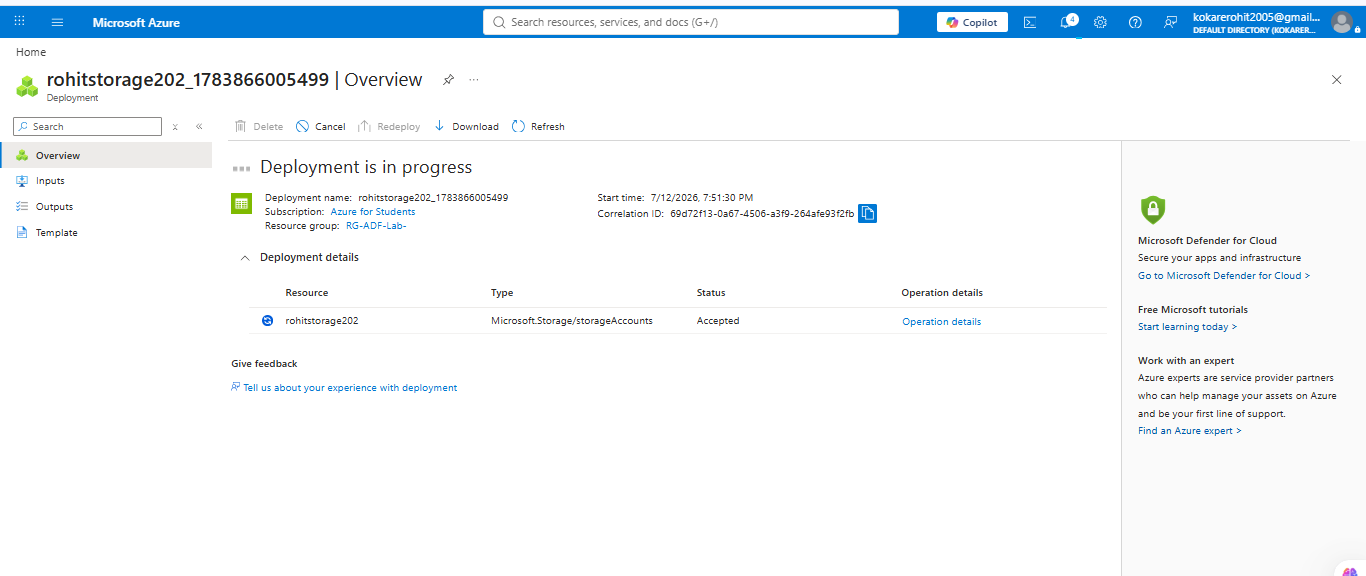 Microsoft Azure
Search resources, services, and docs (G+/)
Copilot
4
kokarerohit2005@gmail...
DEFAULT DIRECTORY (KOKARER...
Home
rohitstorage202_1783866005499 | Overview
Deployment
Search
Delete
Cancel
Redeploy
Download
Refresh
Overview
Inputs
Outputs
Template
Deployment is in progress
Deployment name: rohitstorage202_1783866005499
Subscription: Azure for Students
Resource group: RG-ADF-Lab-
Start time: 7/12/2026, 7:51:30 PM
Correlation ID: 69d72f13-0a67-4506-a3f9-264afe93f2fb
Deployment details
Resource Type Status Operation details
rohitstorage202 Microsoft.Storage/storageAccounts Accepted Operation details
Give feedback
Tell us about your experience with deployment
Microsoft Defender for Cloud
Secure your apps and infrastructure
Go to Microsoft Defender for Cloud >
Free Microsoft tutorials
Start learning today >
Work with an expert
Azure experts are service provider partners
who can help manage your assets on Azure
and be your first line of support.
Find an Azure expert >